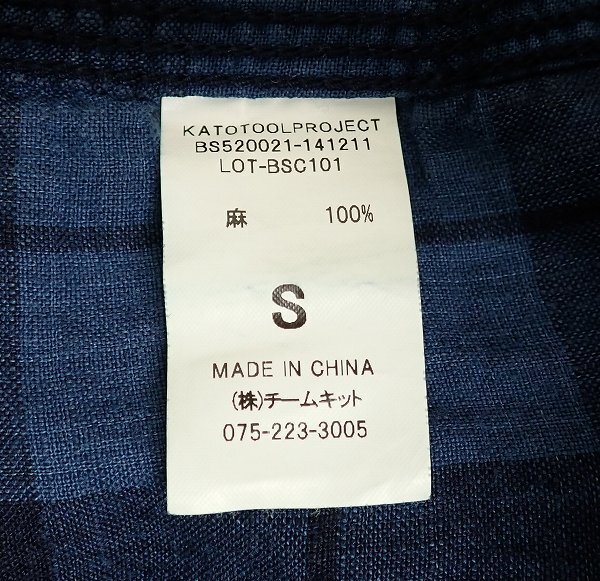 KATOTOOLPROJECT
BS520021-141211
LOT-BSC101
麻 100%
S
MADE IN CHINA
(株)チームキット
075-223-3005